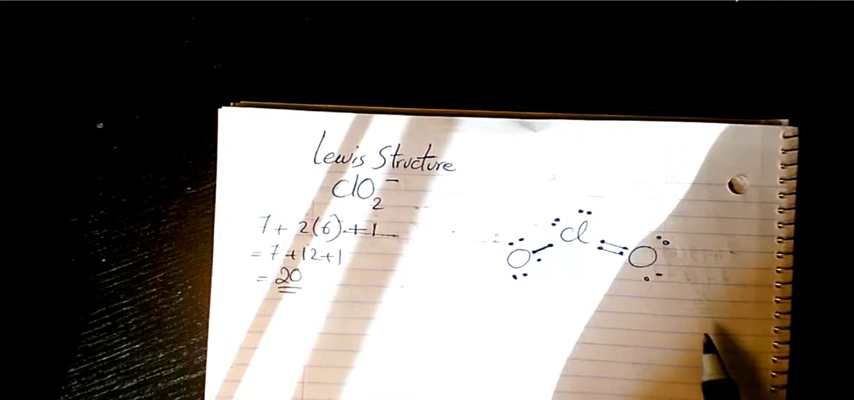 Lewis Structure
ClO₂⁻
7 + 2(6) + 1
= 7 + 12 + 1
= 20
Cl
O O